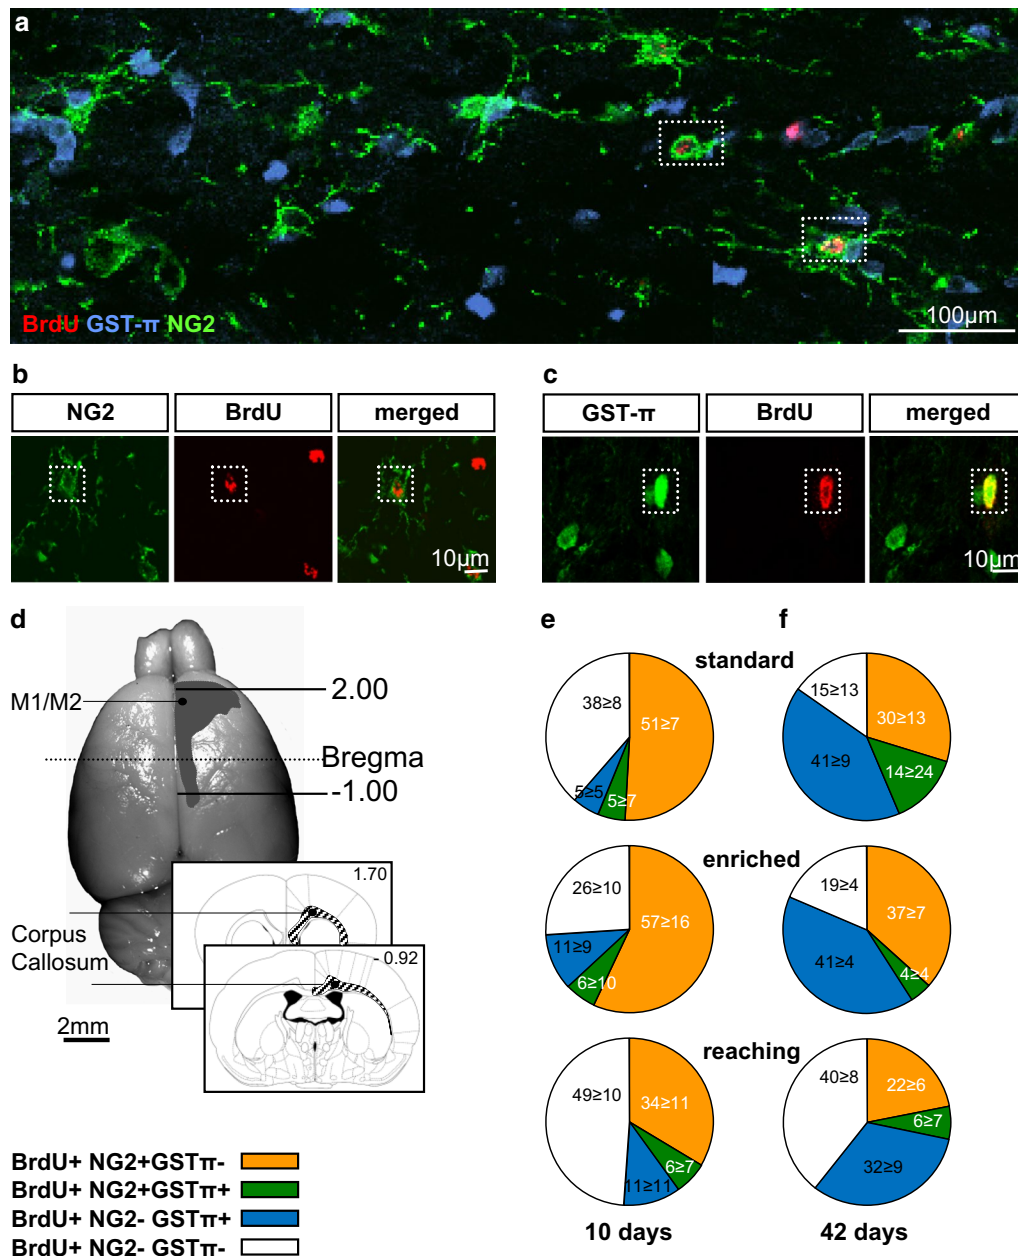 a
BrdU GST-π NG2
100µm
b
NG2 BrdU merged
10µm
c
GST-π BrdU merged
10µm
d
M1/M2
2.00
Bregma
-1.00
1.70
Corpus
Callosum
- 0.92
2mm
BrdU+ NG2+GSTπ-
BrdU+ NG2+GSTπ+
BrdU+ NG2- GSTπ+
BrdU+ NG2- GSTπ-
e f
standard
38≥8 51≥7 5≥5 5≥7
15≥13 30≥13 41≥9 14≥24
enriched
26≥10 57≥16 11≥9 6≥10
19≥4 37≥7 41≥4 4≥4
reaching
49≥10 34≥11 11≥11 6≥7
40≥8 22≥6 6≥7 32≥9
10 days 42 days